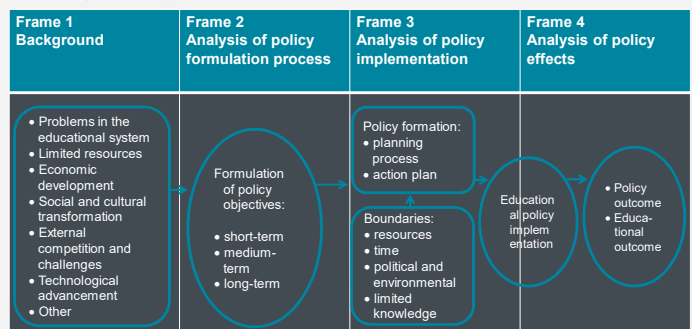 Frame 1
Background
Frame 2
Analysis of policy
formulation process
Frame 3
Analysis of policy
implementation
Frame 4
Analysis of policy
effects
• Problems in the
educational system
• Limited resources
• Economic
development
• Social and cultural
transformation
• External
competition and
challenges
• Technological
advancement
• Other
Formulation
of policy
objectives:
• short-term
• medium-
term
• long-term
Policy formation:
• planning
process
• action plan
Boundaries:
• resources
• time
• political and
environmental
• limited
knowledge
Education
al policy
implem
entation
• Policy
outcome
• Educa-
tional
outcome